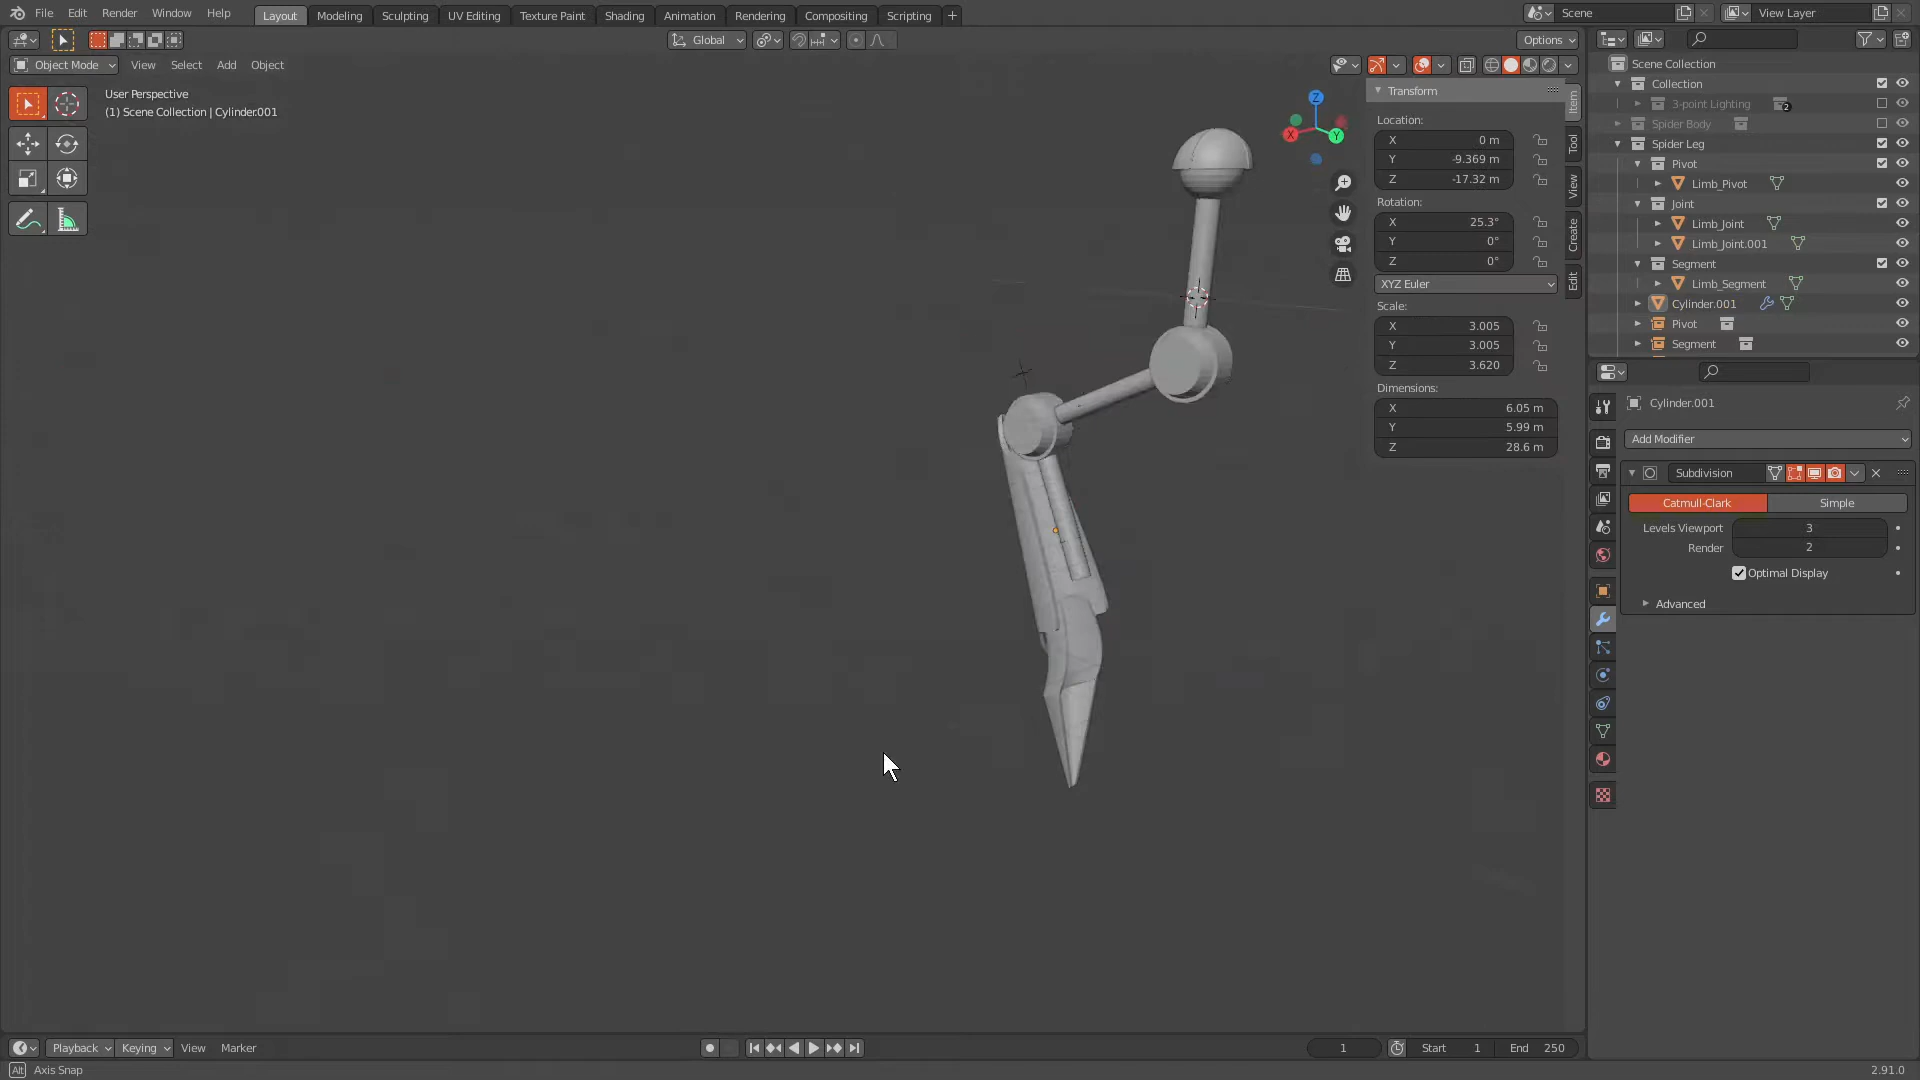 File Edit Render Window Help Layout Modeling Sculpting UV Editing Texture Paint Shading Animation Rendering Compositing Scripting + Scene View Layer
Global Options
Object Mode View Select Add Object
User Perspective
(1) Scene Collection | Cylinder.001
Z
X
Y
Transform
Location:
X 0 m
Y -9.369 m
Z -17.32 m
Rotation:
X 25.3°
Y 0°
Z 0°
XYZ Euler
Scale:
X 3.005
Y 3.005
Z 3.620
Dimensions:
X 6.05 m
Y 5.99 m
Z 28.6 m
Item
Tool
View
Create
Edit
Scene Collection
Collection
3-point Lighting 2
Spider Body
Spider Leg
Pivot
Limb_Pivot
Joint
Limb_Joint
Limb_Joint.001
Segment
Limb_Segment
Cylinder.001
Pivot
Segment
Cylinder.001
Add Modifier
Subdivision
Catmull-Clark Simple
Levels Viewport 3
Render 2
Optimal Display
Advanced
Playback Keying View Marker 1 Start 1 End 250
Alt Axis Snap 2.91.0